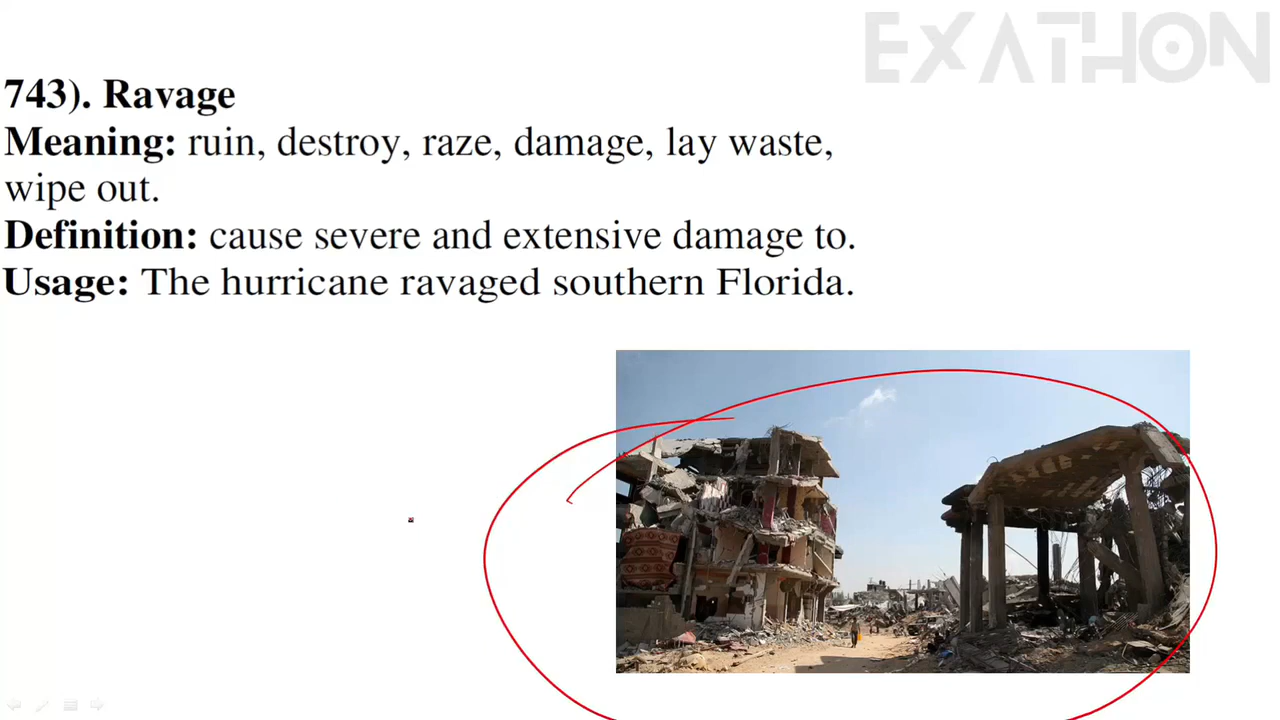 EXATHON
743). Ravage
Meaning: ruin, destroy, raze, damage, lay waste,
wipe out.
Definition: cause severe and extensive damage to.
Usage: The hurricane ravaged southern Florida.